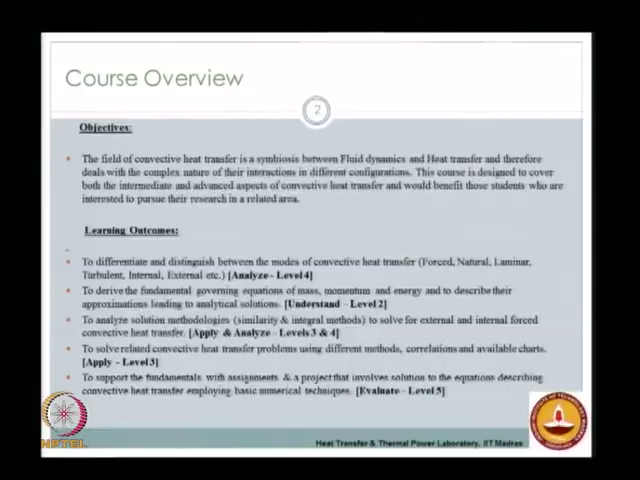 Course Overview
2
Objectives:
The field of convective heat transfer is a symbiosis between Fluid dynamics and Heat transfer and therefore
deals with the complex nature of their interactions in different configurations. This course is designed to cover
both the intermediate and advanced aspects of convective heat transfer and would benefit those students who are
interested to pursue their research in a related area.
Learning Outcomes:
To differentiate and distinguish between the modes of convective heat transfer (Forced, Natural, Laminar,
Turbulent, Internal, External etc.) [Analyze - Level 4]
To derive the fundamental governing equations of mass, momentum and energy and to describe their
approximations leading to analytical solutions. [Understand - Level 2]
To analyze solution methodologies (similarity & integral methods) to solve for external and internal forced
convective heat transfer. [Apply & Analyze - Levels 3 & 4]
To solve related convective heat transfer problems using different methods, correlations and available charts.
[Apply - Level 3]
To support the fundamentals with assignments & a project that involves solution to the equations describing
convective heat transfer employing basic numerical techniques. [Evaluate - Level 5]
NPTEL
Heat Transfer & Thermal Power Laboratory, IIT Madras